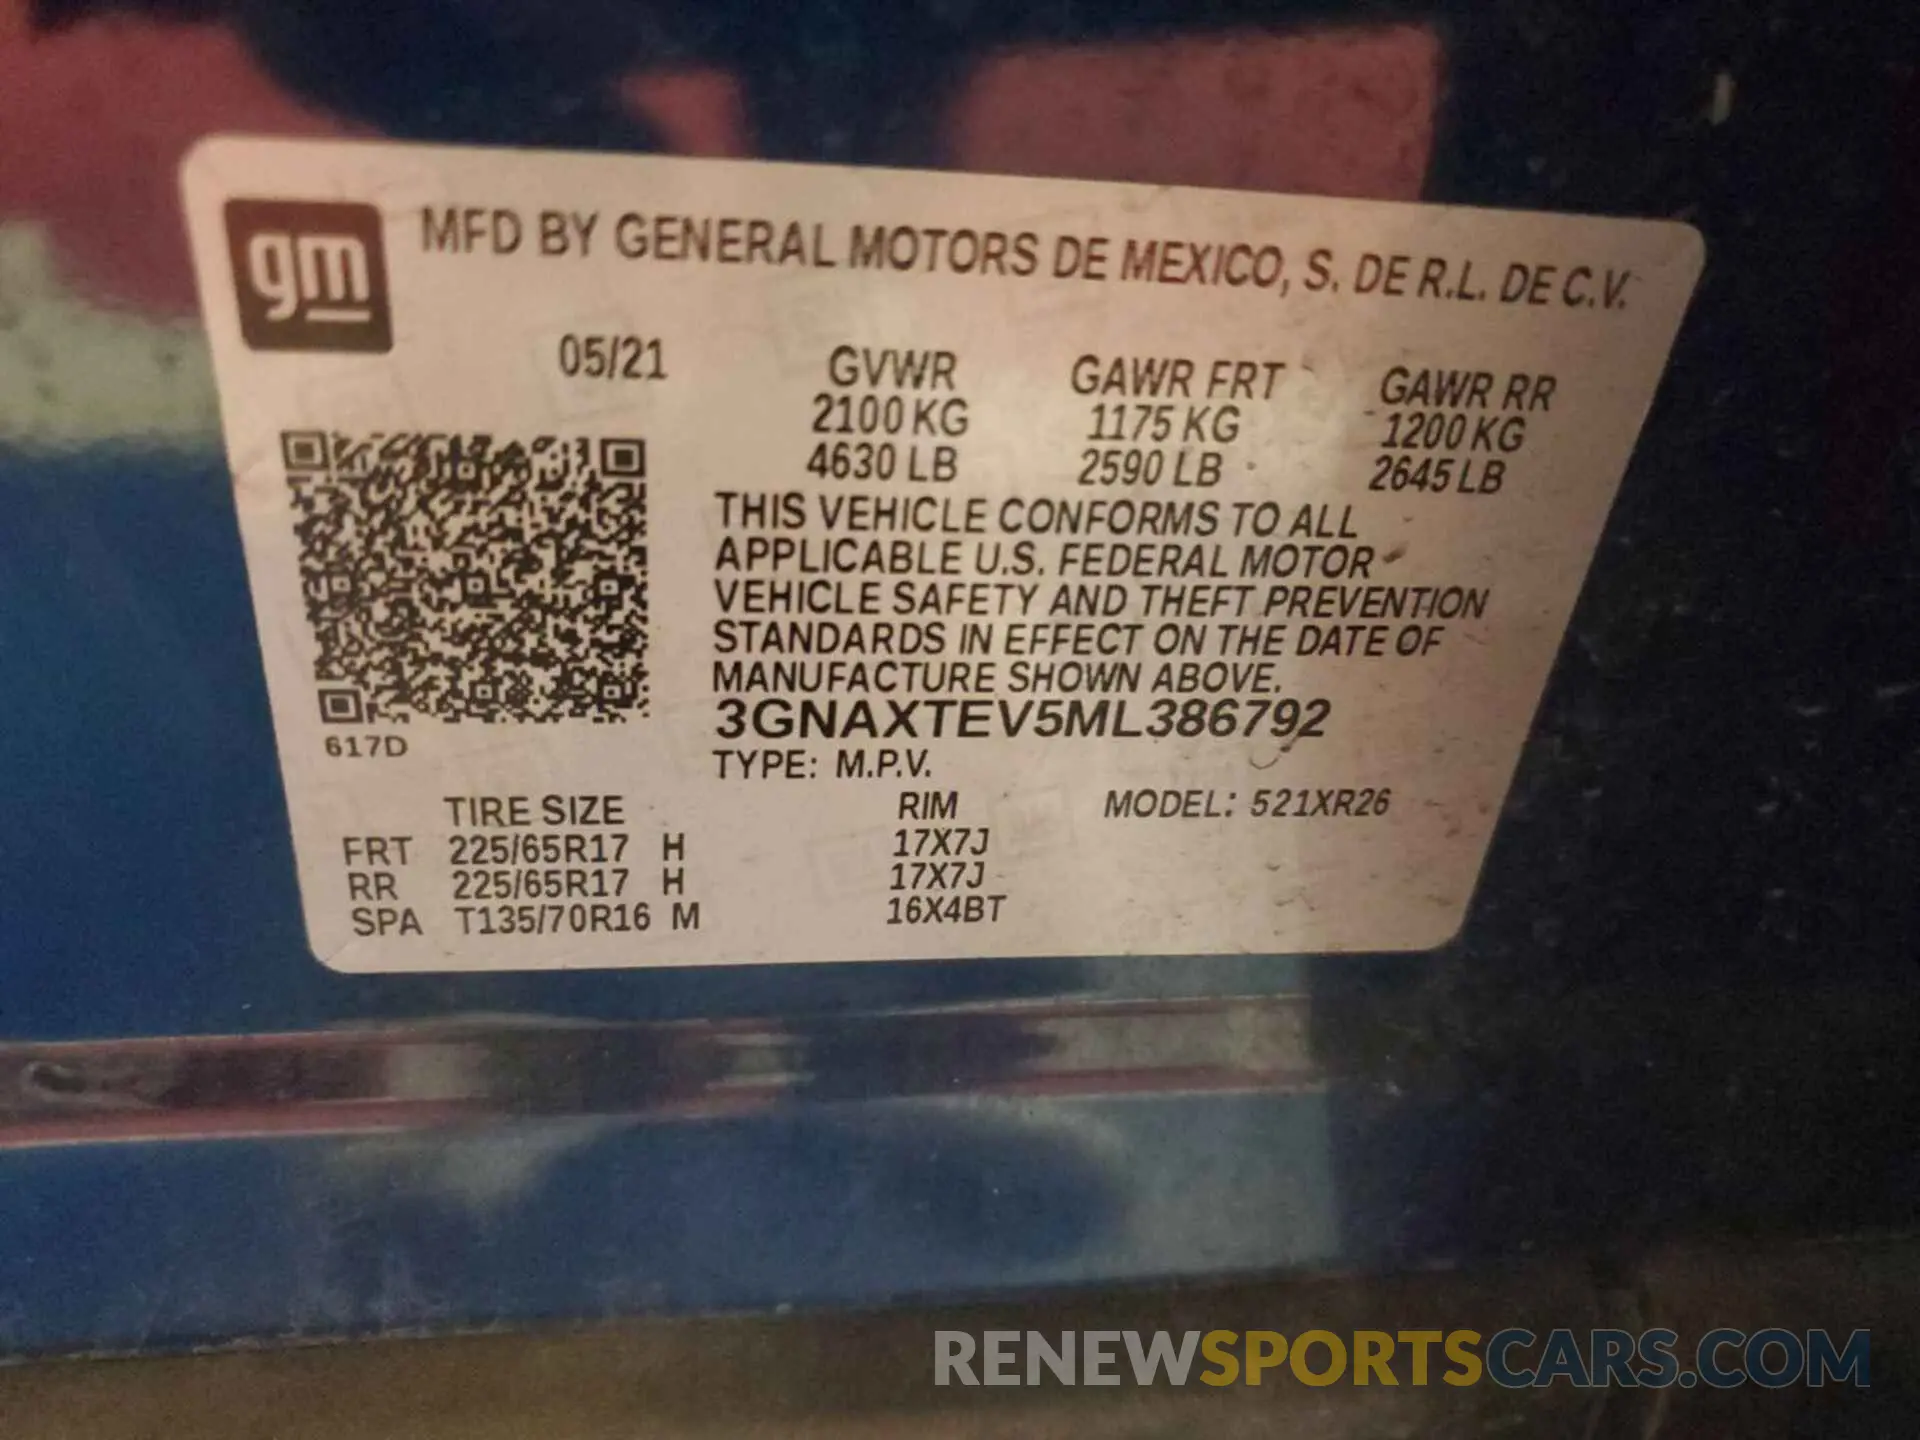 gm
MFD BY GENERAL MOTORS DE MEXICO, S. DE R.L. DE C.V.
05/21
GVWR GAWR FRT GAWR RR
2100 KG 1175 KG 1200 KG
4630 LB 2590 LB 2645 LB
THIS VEHICLE CONFORMS TO ALL
APPLICABLE U.S. FEDERAL MOTOR
VEHICLE SAFETY AND THEFT PREVENTION
STANDARDS IN EFFECT ON THE DATE OF
MANUFACTURE SHOWN ABOVE.
3GNAXTEV5ML386792
617D
TYPE: M.P.V.
TIRE SIZE RIM MODEL: 521XR26
FRT 225/65R17 H 17X7J
RR 225/65R17 H 17X7J
SPA T135/70R16 M 16X4BT
RENEWSPORTSCARS.COM